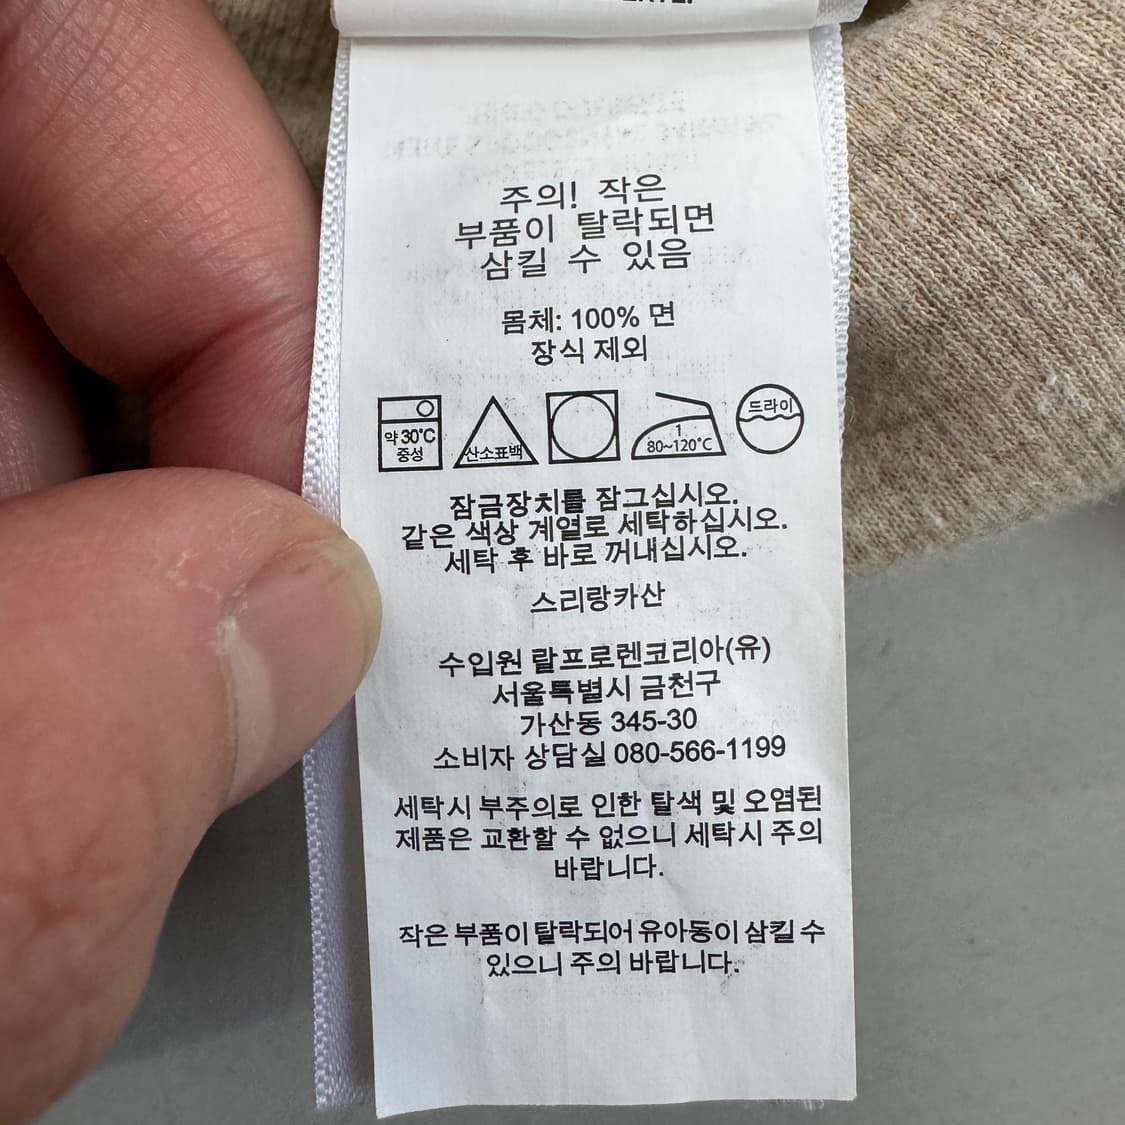 주의! 작은
부품이 탈락되면
삼킬 수 있음
몸체: 100% 면
장식 제외
약 30℃
중성
산소표백
1
80~120℃
드라이
잠금장치를 잠그십시오.
같은 색상 계열로 세탁하십시오.
세탁 후 바로 꺼내십시오.
스리랑카산
수입원 랄프로렌코리아(유)
서울특별시 금천구
가산동 345-30
소비자 상담실 080-566-1199
세탁시 부주의로 인한 탈색 및 오염된
제품은 교환할 수 없으니 세탁시 주의
바랍니다.
작은 부품이 탈락되어 유아동이 삼킬 수
있으니 주의 바랍니다.